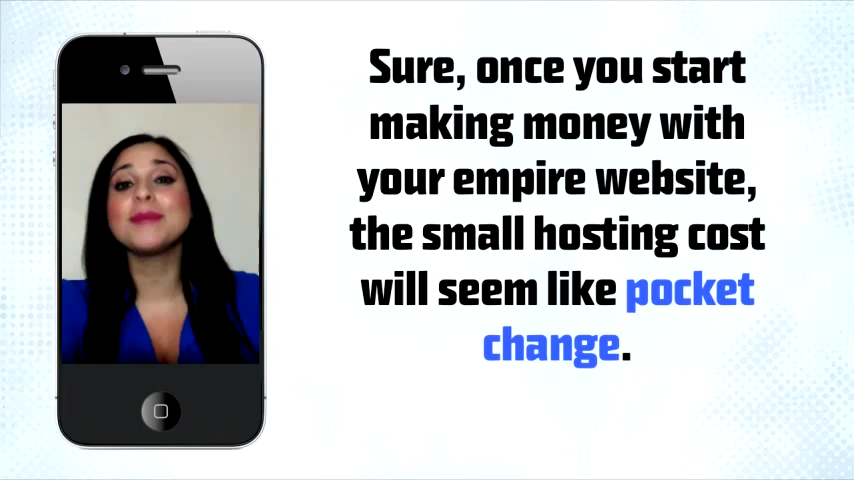 Sure, once you start
making money with
your empire website,
the small hosting cost
will seem like pocket
change.